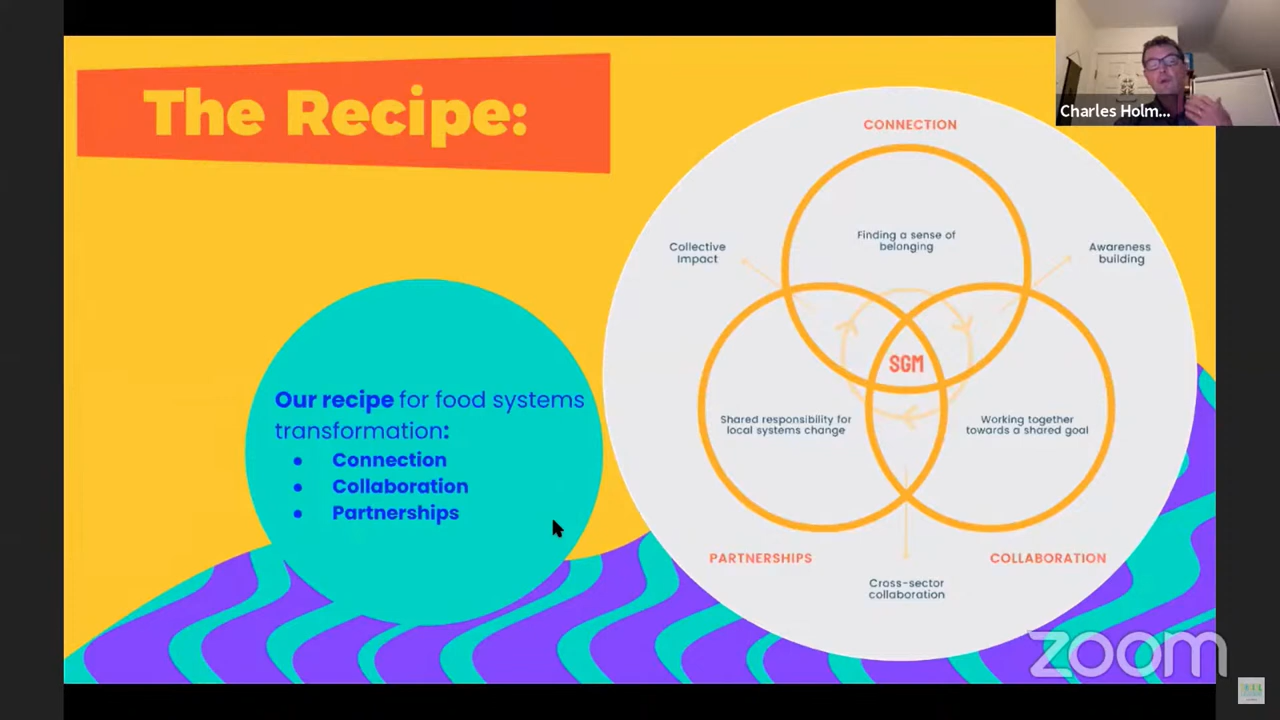 The Recipe:
Our recipe for food systems
transformation:
Connection
Collaboration
Partnerships
CONNECTION
Finding a sense of
belonging
Collective
Impact
Awareness
building
SGM
Shared responsibility for
local systems change
Working together
towards a shared goal
PARTNERSHIPS
COLLABORATION
Cross-sector
collaboration
Charles Holm...
zoom